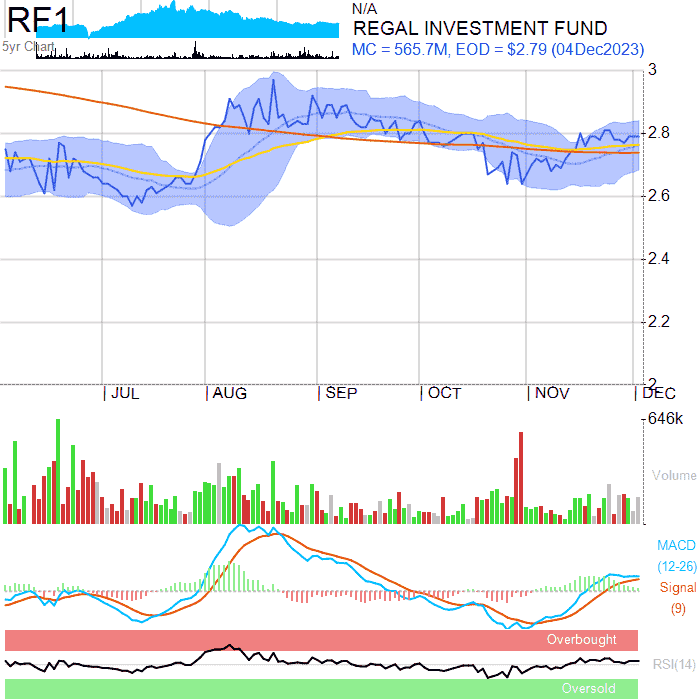 RF1
N/A
REGAL INVESTMENT FUND
5yr Chart
MC = 565.7M, EOD = $2.79 (04Dec2023)
3
2.8
2.6
2.4
2.2
2
JUL AUG SEP OCT NOV DEC
646k
Volume
MACD
(12-26)
Signal
(9)
Overbought
RSI(14)
Oversold